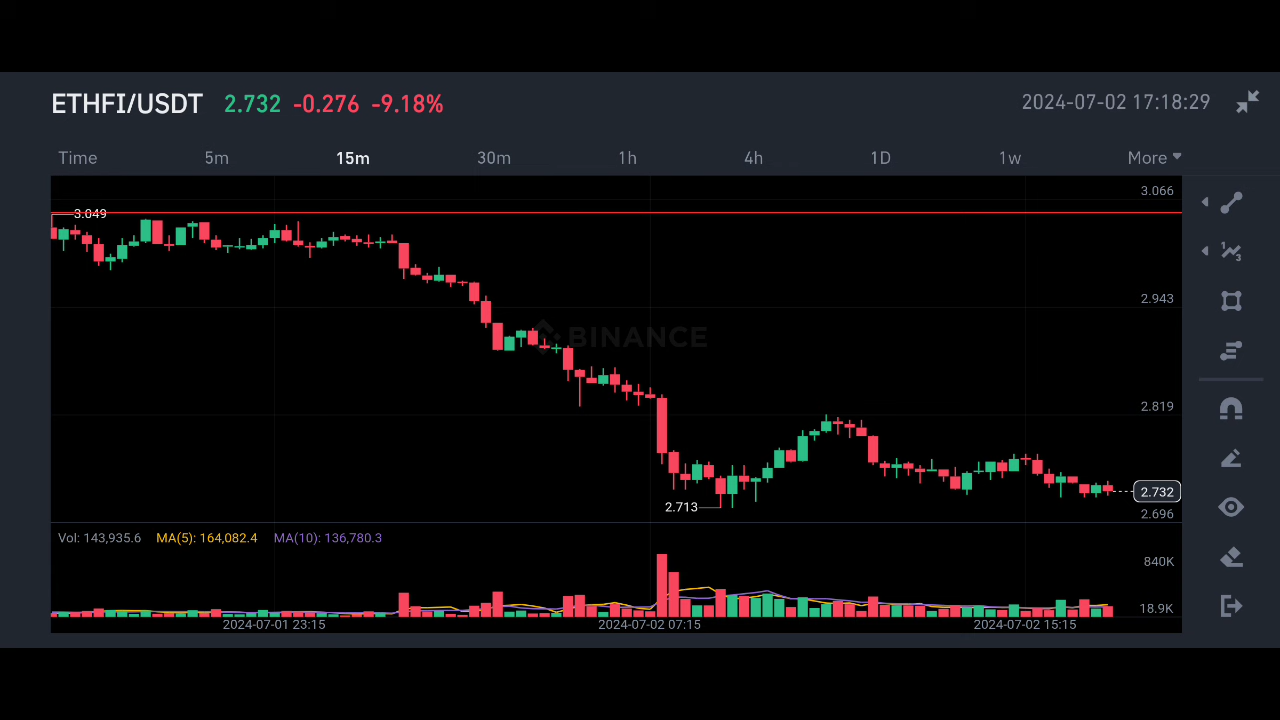 ETHFI/USDT 2.732 -0.276 -9.18% 2024-07-02 17:18:29
Time 5m 15m 30m 1h 4h 1D 1w More
3.066
3.049
2.943
BINANCE
2.819
2.732
2.713
2.696
Vol: 143,935.6 MA(5): 164,082.4 MA(10): 136,780.3
840K
18.9K
2024-07-01 23:15 2024-07-02 07:15 2024-07-02 15:15